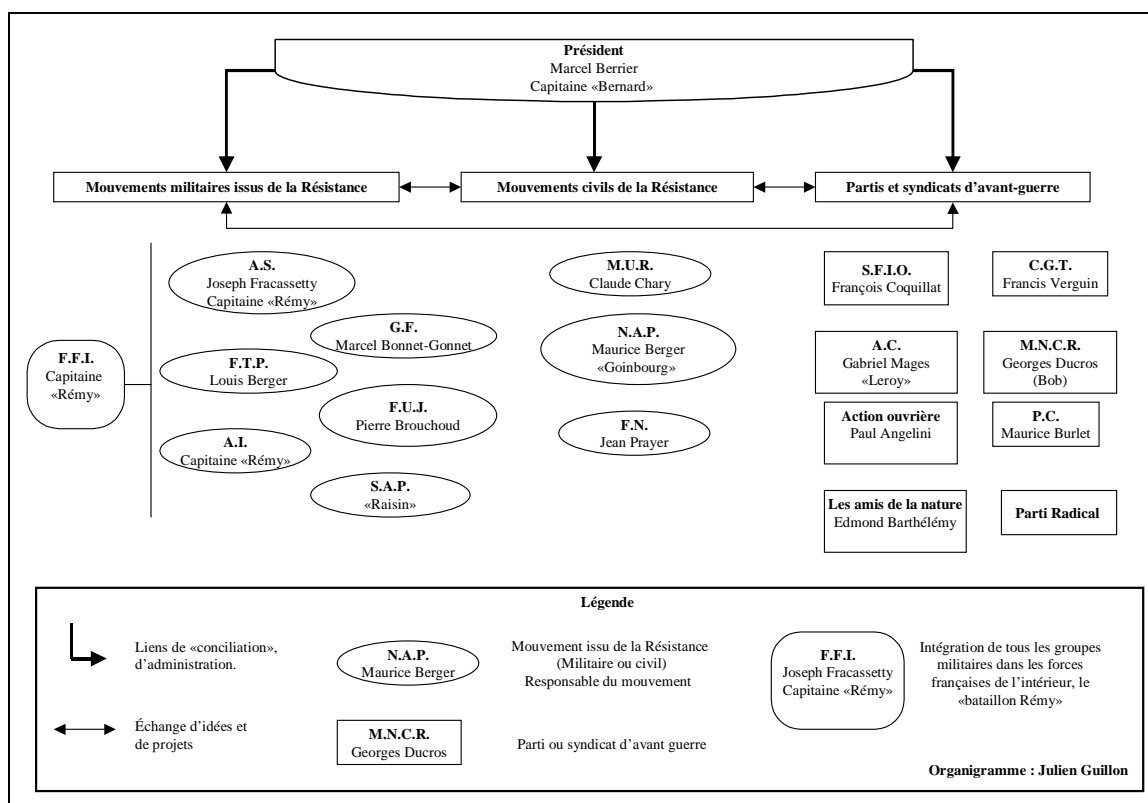 Président
Marcel Berrier
Capitaine «Bernard»
Mouvements militaires issus de la Résistance
Mouvements civils de la Résistance
Partis et syndicats d’avant-guerre
F.F.I.
Capitaine
«Rémy»
A.S.
Joseph Fracassetty
Capitaine «Rémy»
G.F.
Marcel Bonnet-Gonnet
F.T.P.
Louis Berger
F.U.J.
Pierre Brouchoud
A.I.
Capitaine «Rémy»
S.A.P.
«Raisin»
M.U.R.
Claude Chary
N.A.P.
Maurice Berger
«Goinbourg»
F.N.
Jean Prayer
S.F.I.O.
François Coquillat
C.G.T.
Francis Verguin
A.C.
Gabriel Mages
«Leroy»
M.N.C.R.
Georges Ducros
(Bob)
Action ouvrière
Paul Angelini
P.C.
Maurice Burlet
Les amis de la nature
Edmond Barthélémy
Parti Radical
Légende
Liens de «conciliation»,
d’administration.
N.A.P.
Maurice Berger
Mouvement issu de la Résistance
(Militaire ou civil)
Responsable du mouvement
F.F.I.
Joseph Fracassetty
Capitaine «Rémy»
Intégration de tous les groupes
militaires dans les forces
françaises de l’intérieur, le
«bataillon Rémy»
Échange d’idées et
de projets
M.N.C.R.
Georges Ducros
Parti ou syndicat d’avant guerre
Organigramme : Julien Guillon